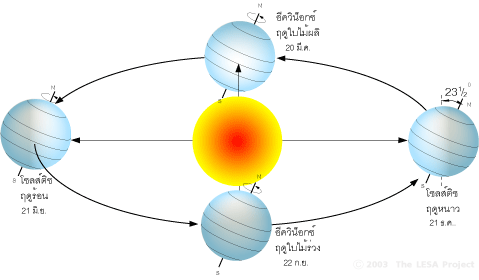 N
อีควินอกซ์
ฤดูใบไม้ผลิ
20 มี.ค.
S
N
S
โซลส์ติซ
ฤดูร้อน
21 มิ.ย.
23 1/2 0
N
S
โซลส์ติซ
ฤดูหนาว
21 ธ.ค..
N
อีควินอกซ์
ฤดูใบไม้ร่วง
22 ก.ย.
S
© 2003 The LESA Project